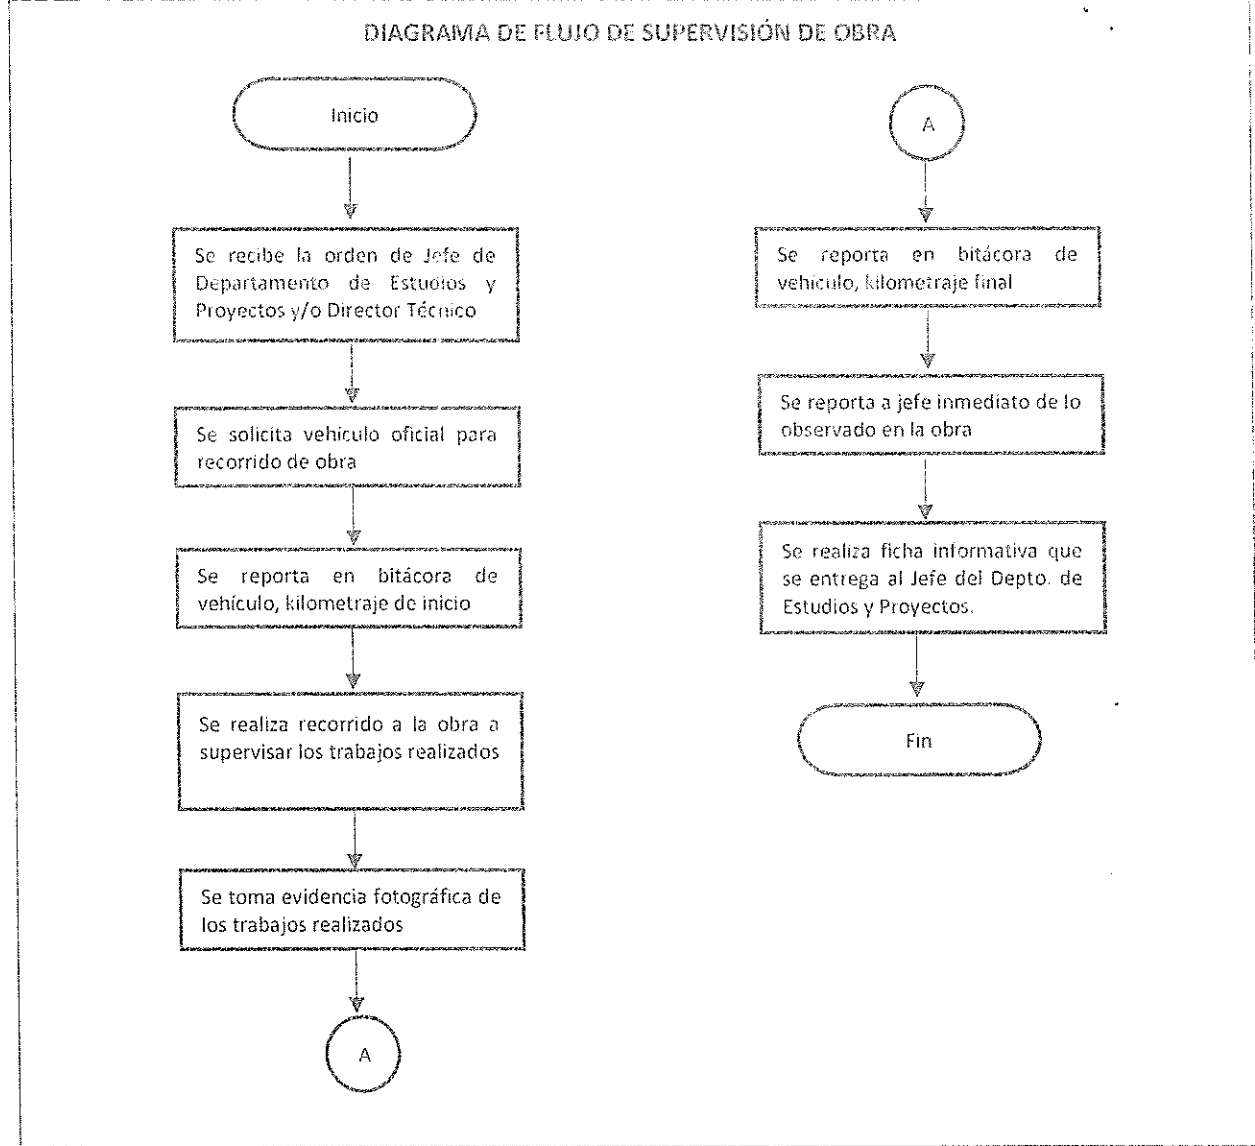 DIAGRAMA DE FLUJO DE SUPERVISIÓN DE OBRA
Inicio
Se recibe la orden de Jefe de
Departamento de Estudios y
Proyectos y/o Director Técnico
Se solicita vehículo oficial para
recorrido de obra
Se reporta en bitácora de
vehículo, kilometraje de inicio
Se realiza recorrido a la obra a
supervisar los trabajos realizados
Se toma evidencia fotográfica de
los trabajos realizados
A
A
Se reporta en bitácora de
vehículo, kilometraje final
Se reporta a jefe inmediato de lo
observado en la obra
Se realiza ficha informativa que
se entrega al Jefe del Depto. de
Estudios y Proyectos.
Fin